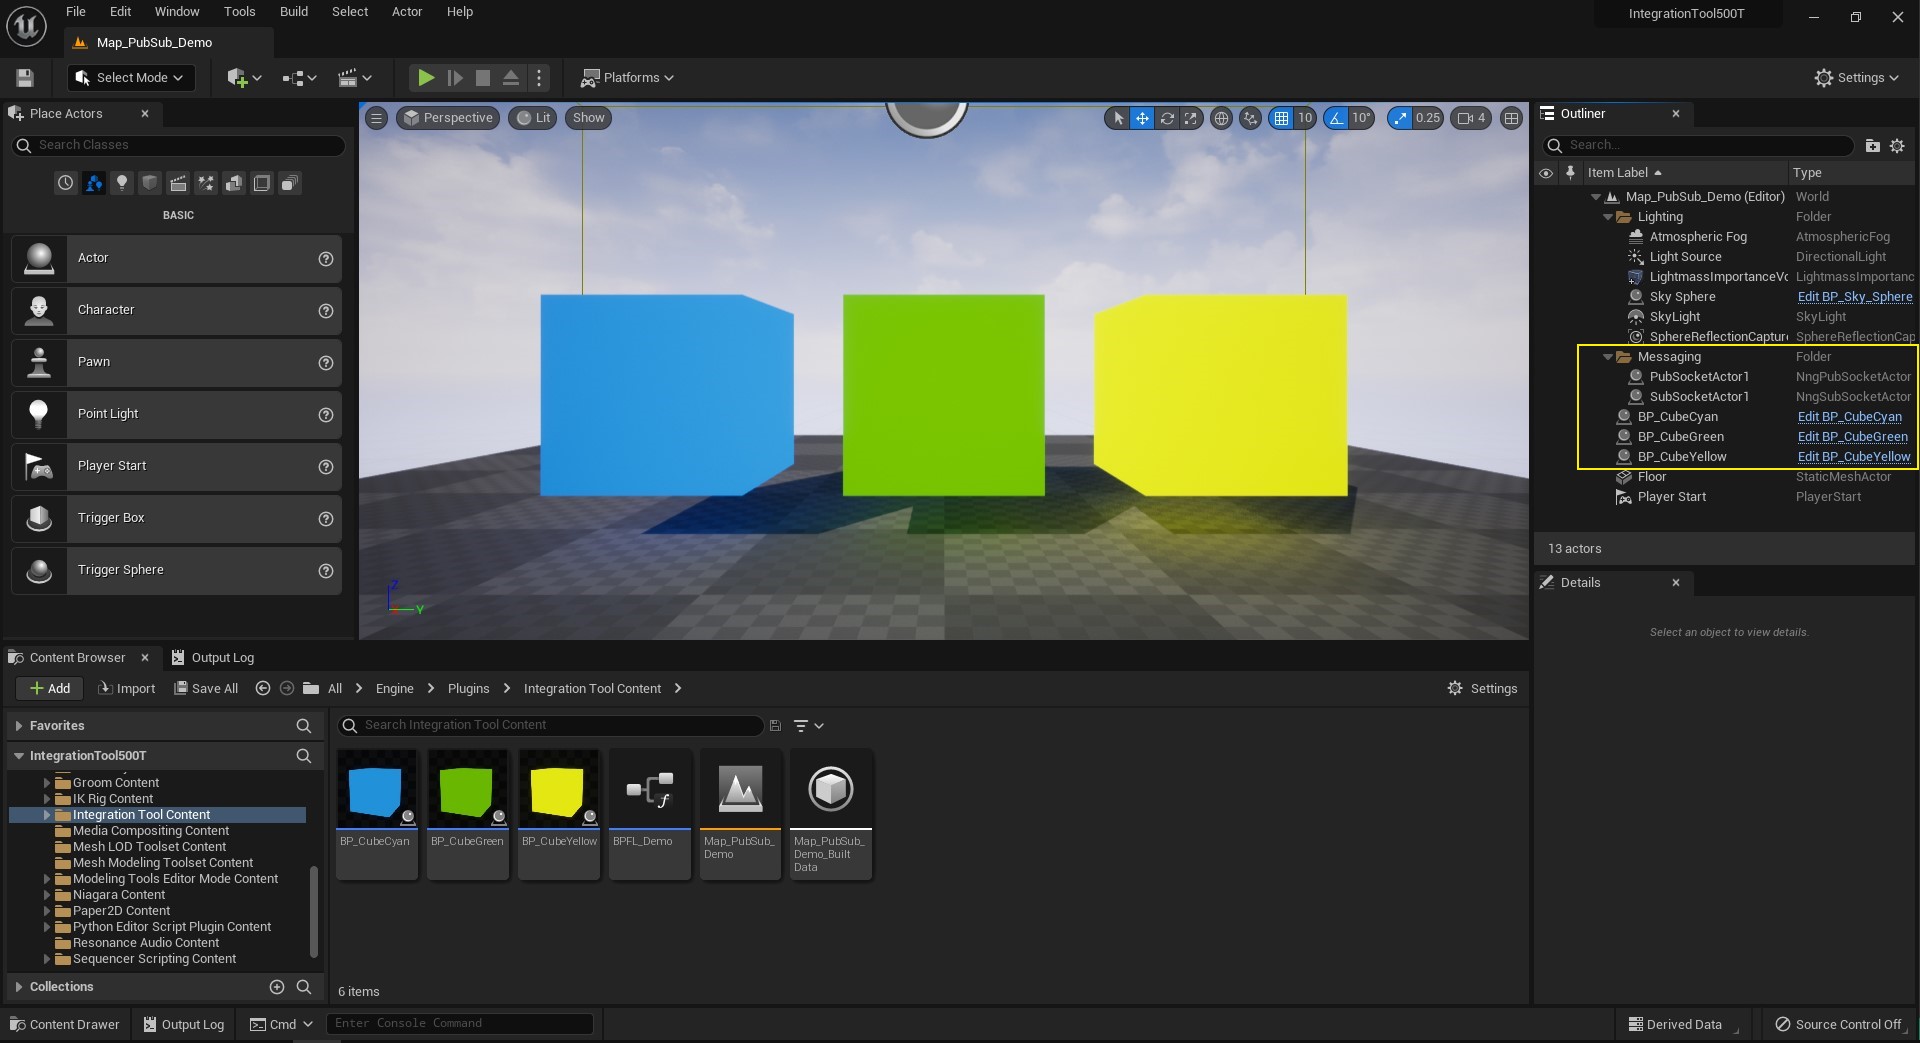 File Edit Window Tools Build Select Actor Help
IntegrationTool500T
Map_PubSub_Demo
Select Mode
Platforms
Settings
Place Actors
Search Classes
BASIC
Actor
Character
Pawn
Point Light
Player Start
Trigger Box
Trigger Sphere
Perspective Lit Show
10 10° 0.25 4
Z
Y
Outliner
Search...
Item Label Type
Map_PubSub_Demo (Editor) World
Lighting Folder
Atmospheric Fog AtmosphericFog
Light Source DirectionalLight
LightmassImportanceVo LightmassImportanc
Sky Sphere Edit BP_Sky_Sphere
SkyLight SkyLight
SphereReflectionCapture SphereReflectionCap
Messaging Folder
PubSocketActor1 NngPubSocketActor
SubSocketActor1 NngSubSocketActor
BP_CubeCyan Edit BP_CubeCyan
BP_CubeGreen Edit BP_CubeGreen
BP_CubeYellow Edit BP_CubeYellow
Floor StaticMeshActor
Player Start PlayerStart
13 actors
Details
Select an object to view details.
Content Browser Output Log
Add Import Save All All Engine Plugins Integration Tool Content Settings
Favorites
IntegrationTool500T
Groom Content
IK Rig Content
Integration Tool Content
Media Compositing Content
Mesh LOD Toolset Content
Mesh Modeling Toolset Content
Modeling Tools Editor Mode Content
Niagara Content
Paper2D Content
Python Editor Script Plugin Content
Resonance Audio Content
Sequencer Scripting Content
Collections
Search Integration Tool Content
BP_CubeCyan
BP_CubeGreen
BP_CubeYellow
BPFL_Demo
Map_PubSub_
Demo
Map_PubSub_
Demo_Built
Data
6 items
Content Drawer Output Log Cmd Enter Console Command Derived Data Source Control Off